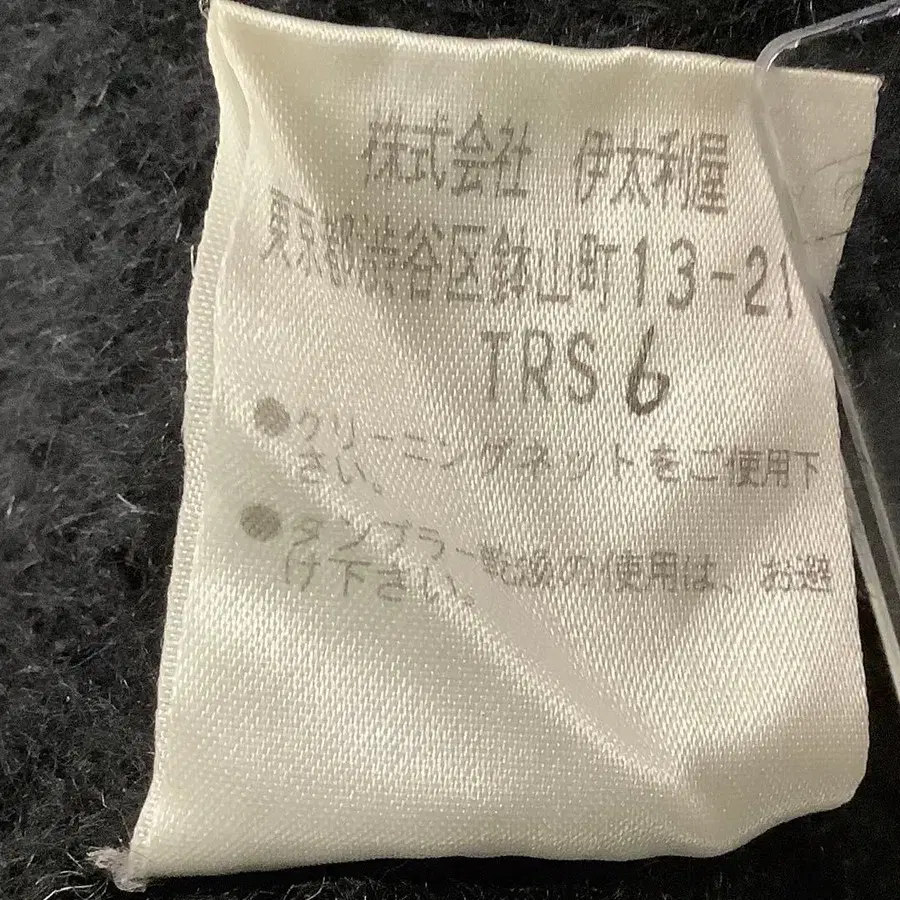 株式会社　伊太利屋
東京都渋谷区鉢山町13-21
TRS6
●クリーニングネットをご使用下
さい。
●タンブラー乾燥の使用は、お避
け下さい。